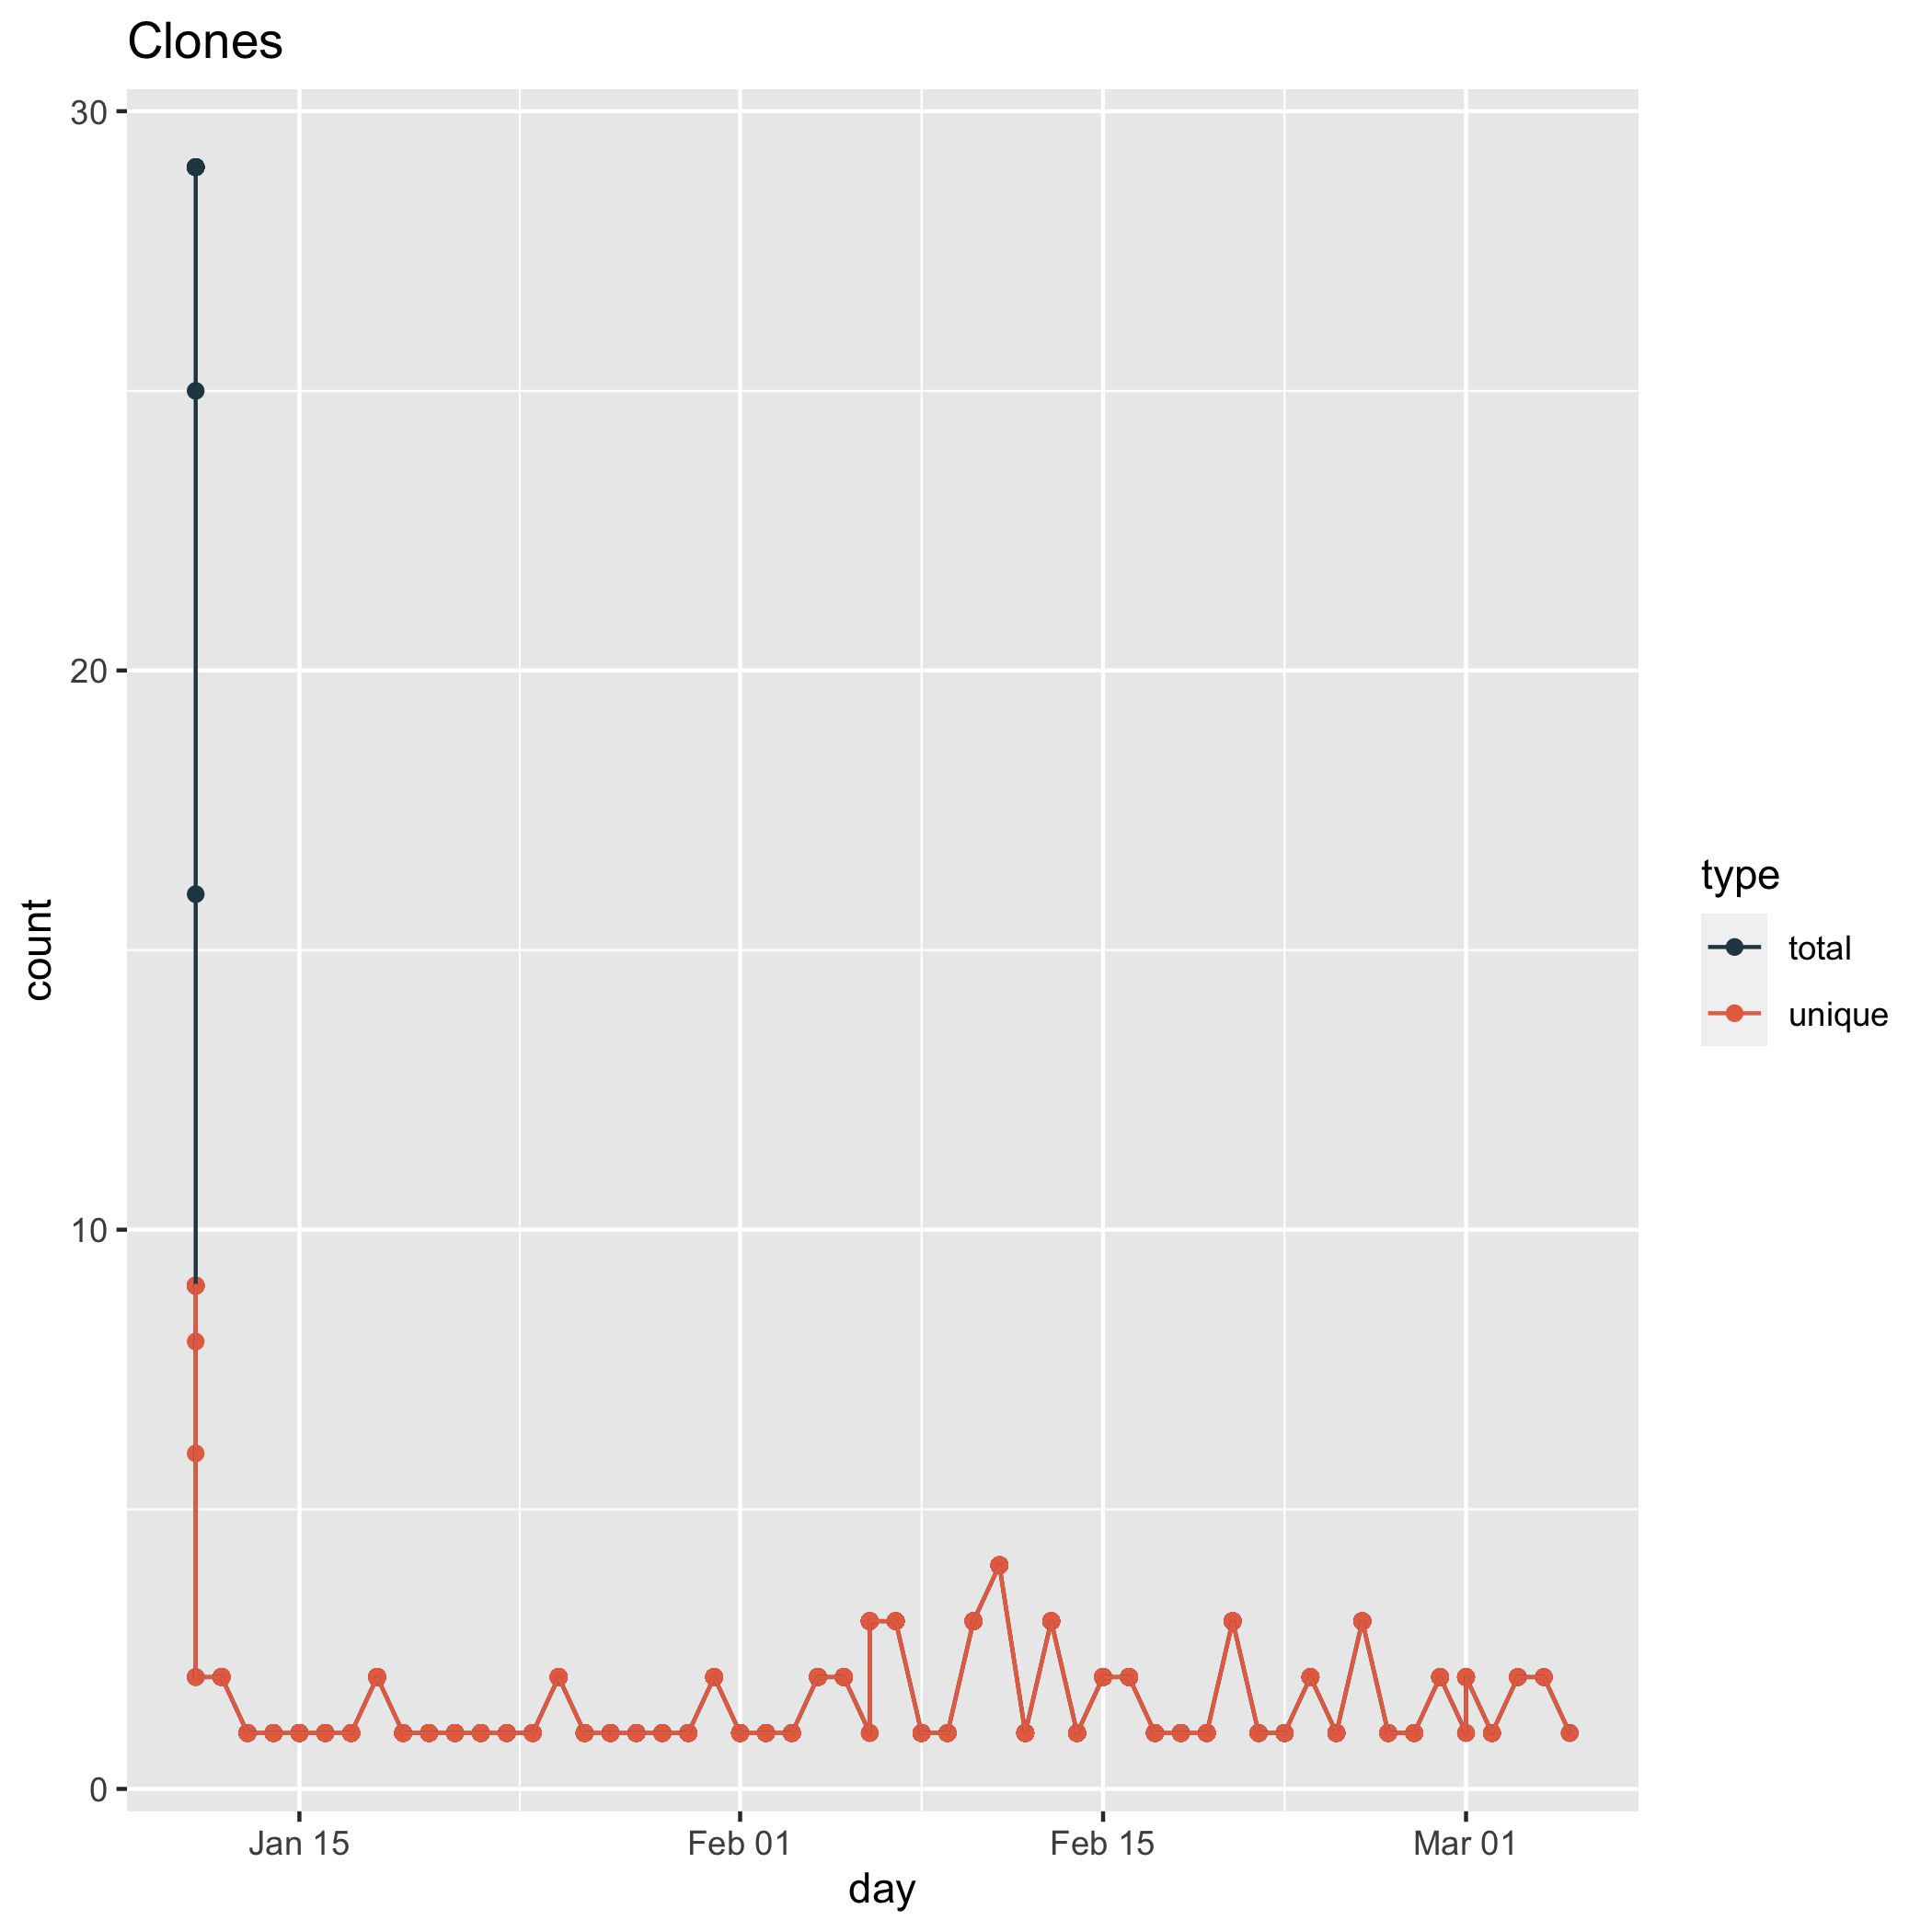 Clones
30
20
10
0
count
Jan 15
Feb 01
Feb 15
Mar 01
day
type
total
unique